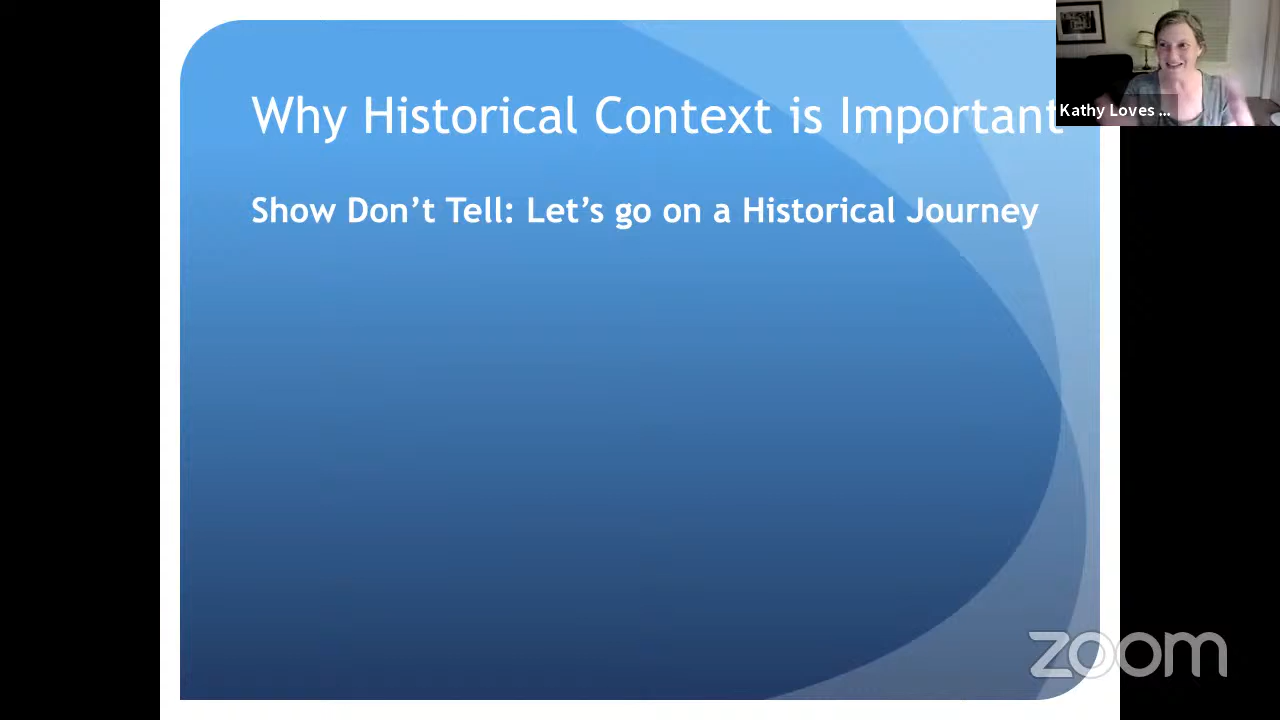 Why Historical Context is Important
Kathy Loves ...
Show Don’t Tell: Let’s go on a Historical Journey
zoom